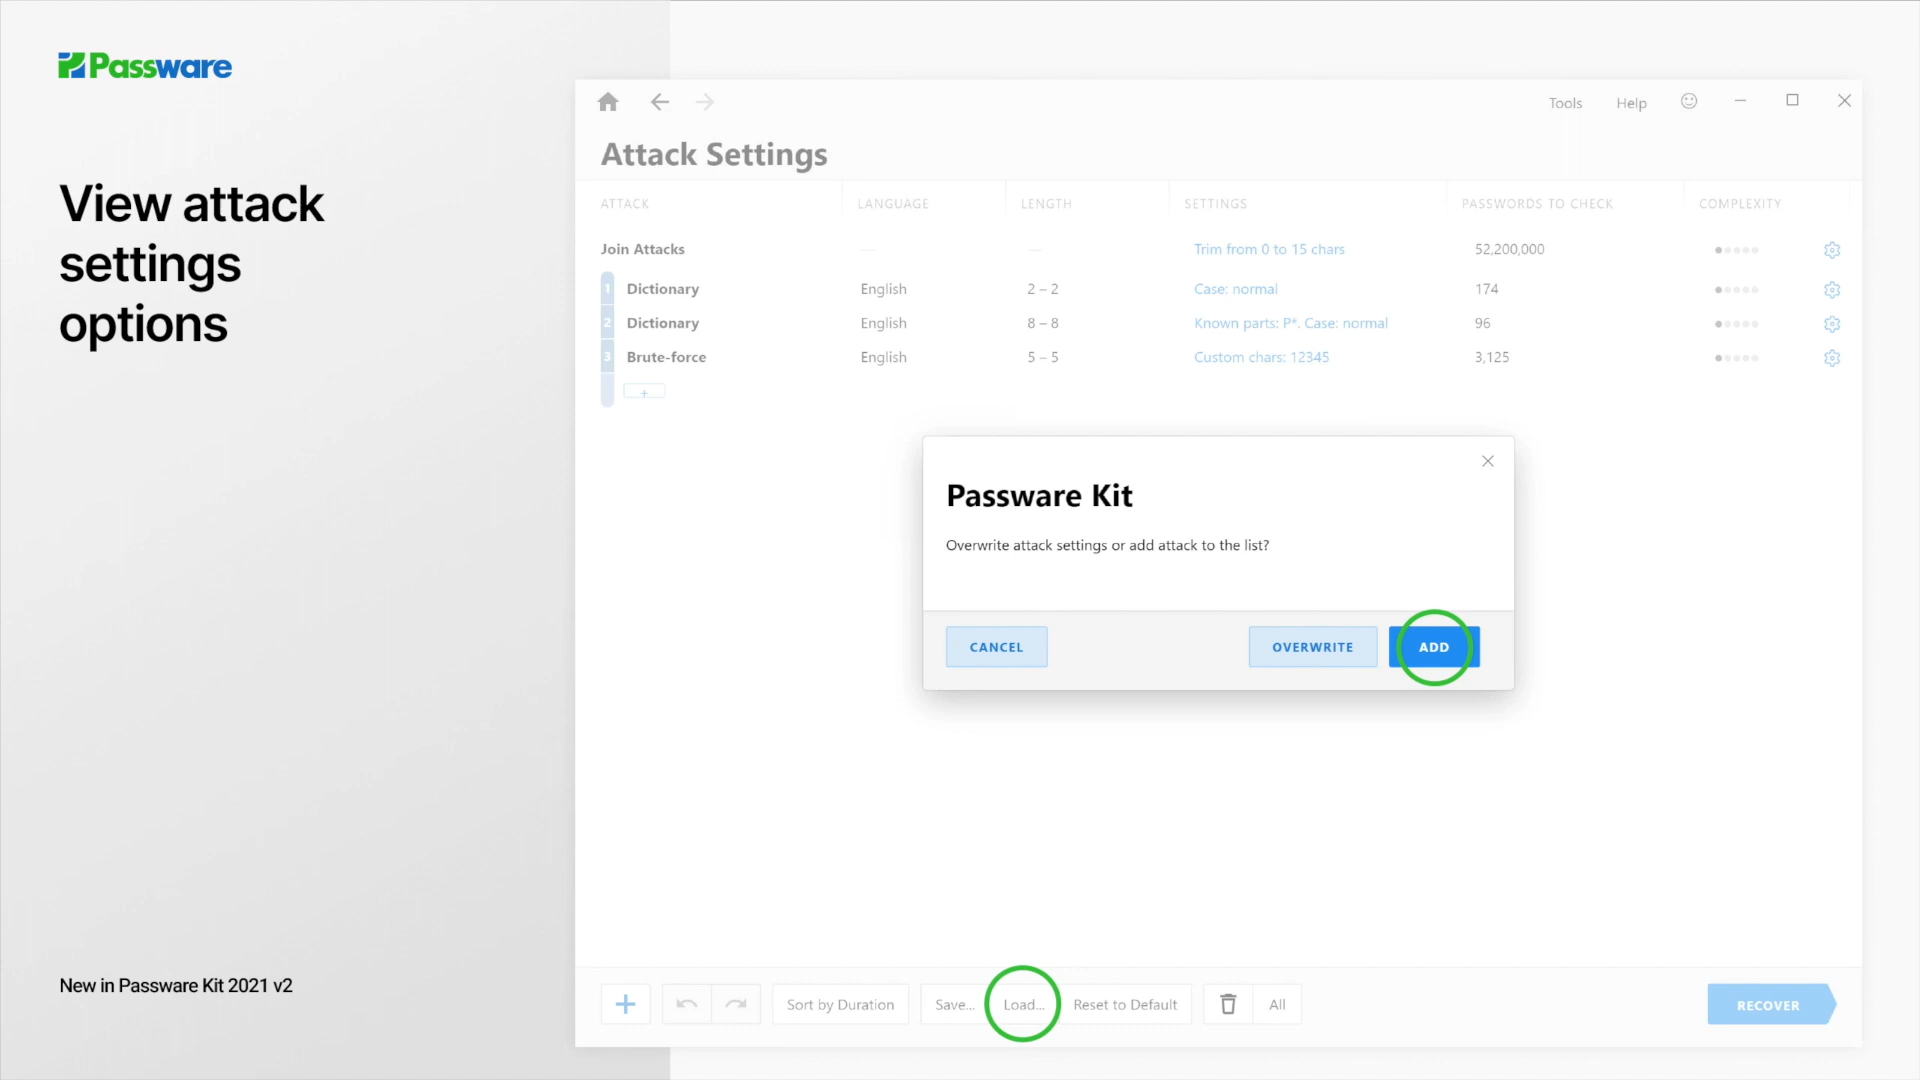 Passware
View attack
settings
options
New in Passware Kit 2021 v2
Tools Help
Attack Settings
ATTACK LANGUAGE LENGTH SETTINGS PASSWORDS TO CHECK COMPLEXITY
Join Attacks — — Trim from 0 to 15 chars 52,200,000
1 Dictionary English 2 – 2 Case: normal 174
2 Dictionary English 8 – 8 Known parts: P*. Case: normal 96
3 Brute-force English 5 – 5 Custom chars: 12345 3,125
+
Passware Kit
Overwrite attack settings or add attack to the list?
CANCEL OVERWRITE ADD
+ Sort by Duration Save... Load... Reset to Default All RECOVER